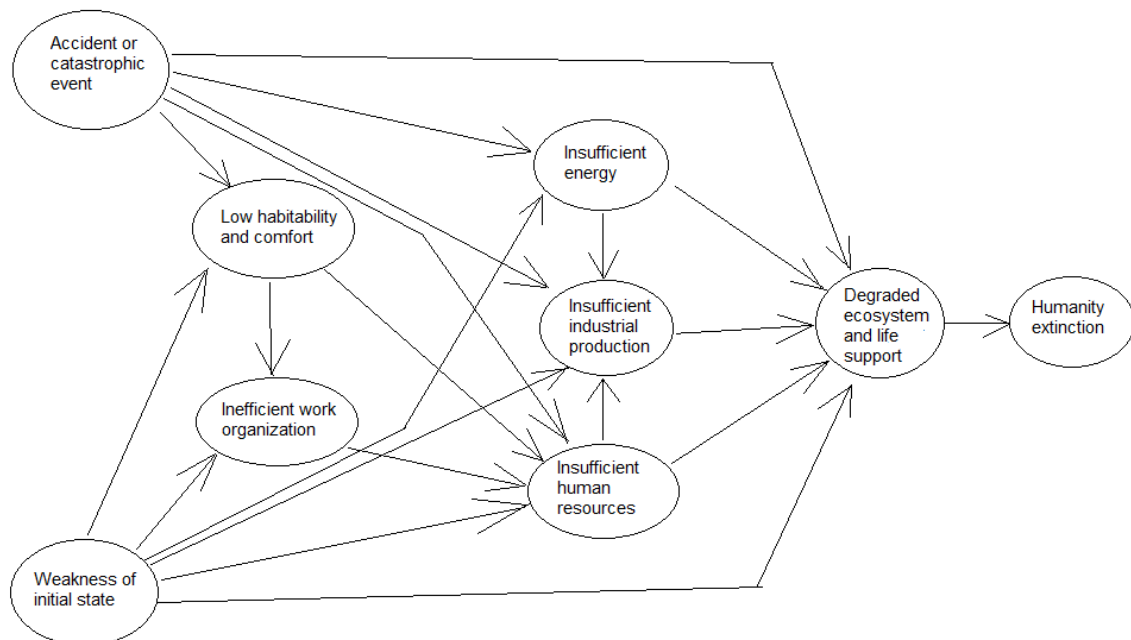 Accident or
catastrophic
event
Insufficient
energy
Low habitability
and comfort
Degraded
ecosystem
and life
support
Humanity
extinction
Insufficient
industrial
production
Inefficient work
organization
Insufficient
human
resources
Weakness of
initial state